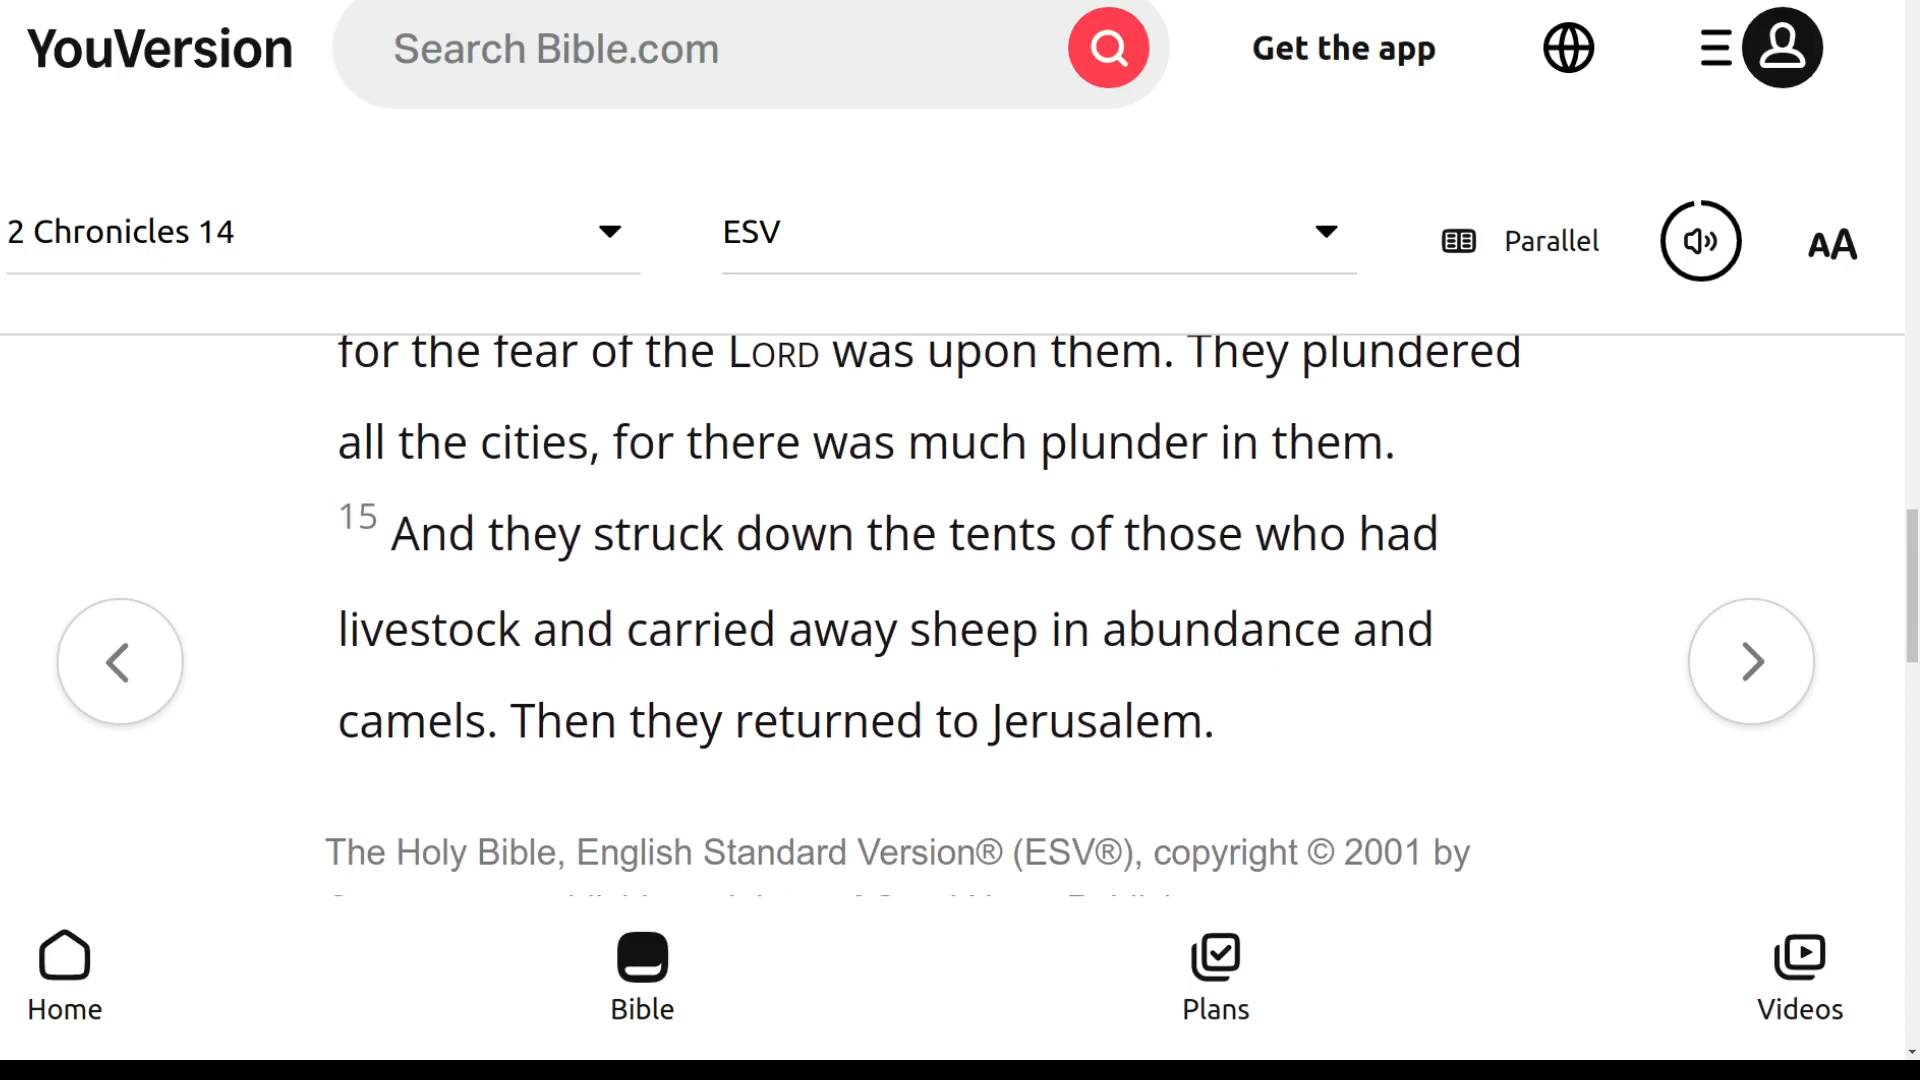 YouVersion
Search Bible.com
Get the app
2 Chronicles 14
ESV
Parallel
AA
for the fear of the LORD was upon them. They plundered
all the cities, for there was much plunder in them.
15 And they struck down the tents of those who had
livestock and carried away sheep in abundance and
camels. Then they returned to Jerusalem.
The Holy Bible, English Standard Version® (ESV®), copyright © 2001 by
Home
Bible
Plans
Videos